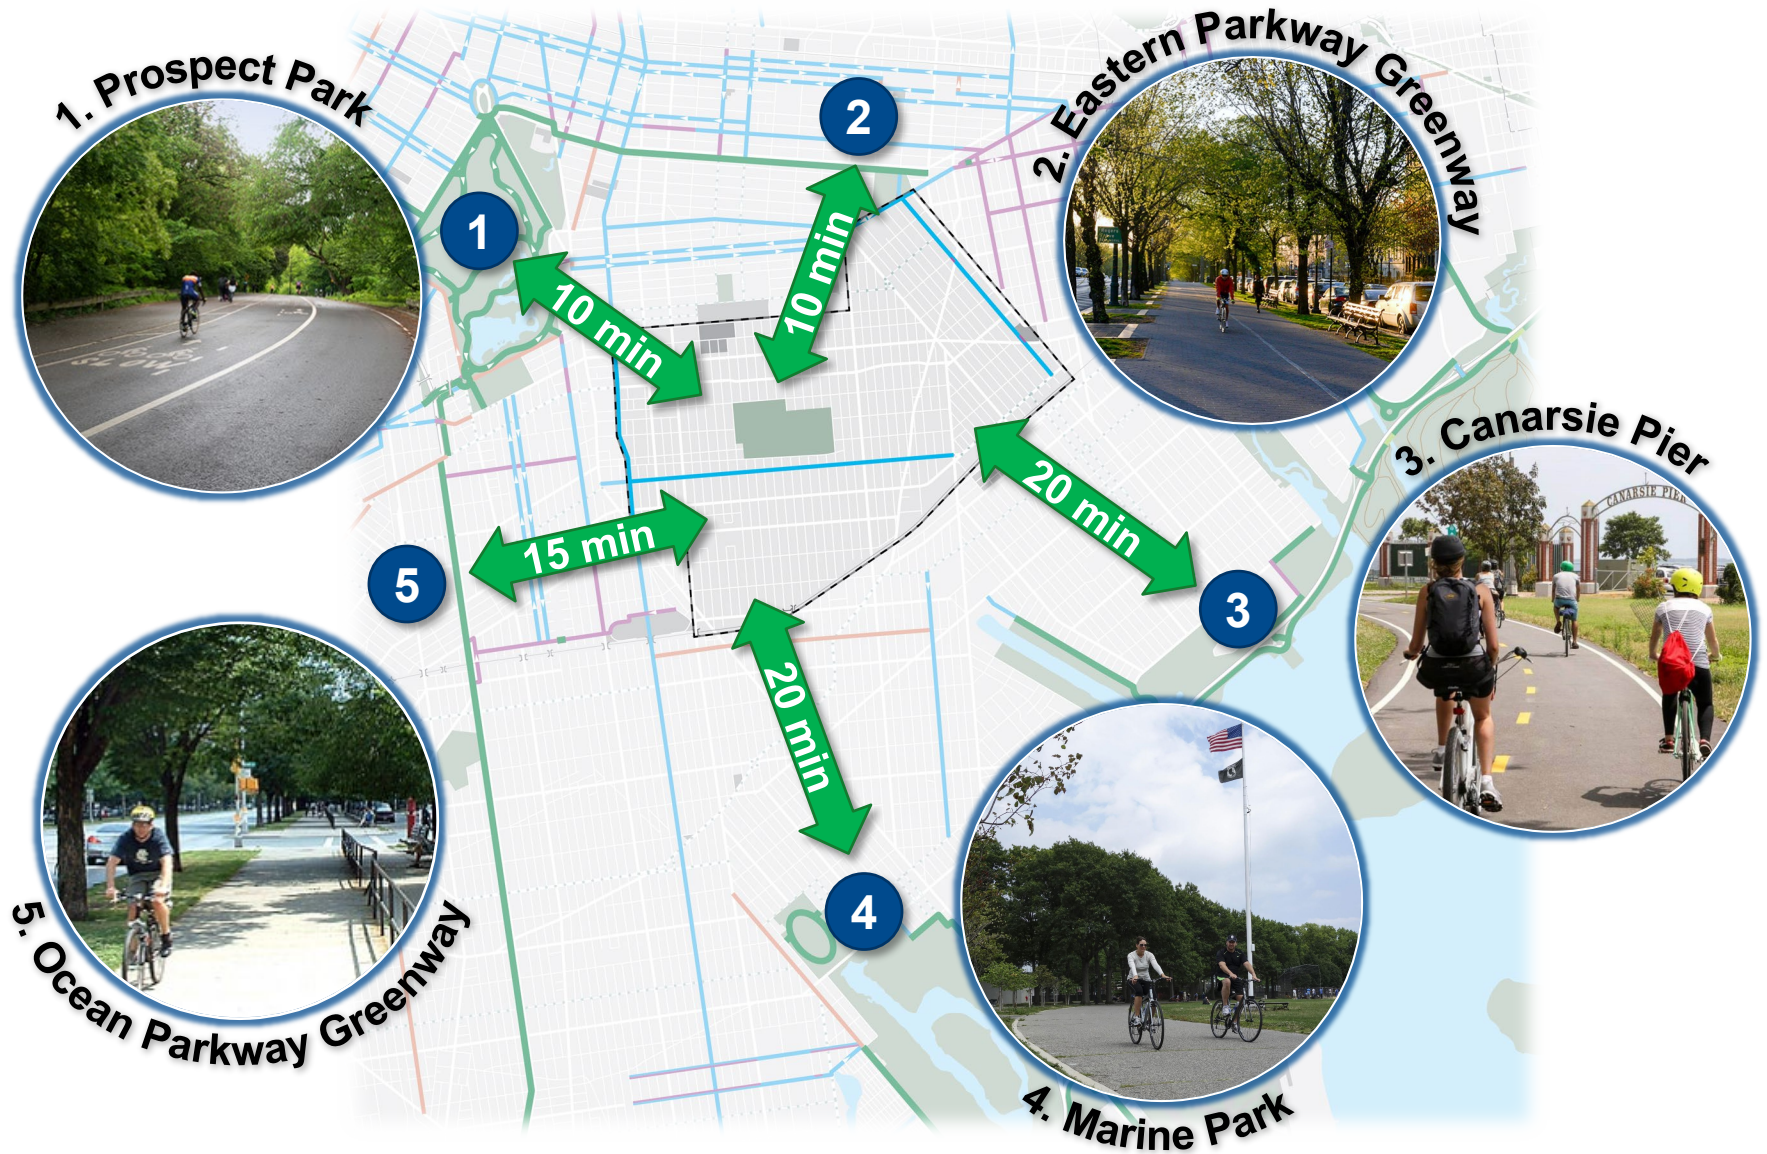 1. Prospect Park
2. Eastern Parkway Greenway
3. Canarsie Pier
4. Marine Park
5. Ocean Parkway Greenway
1
2
3
4
5
10 min
10 min
20 min
15 min
20 min
CANARSIE PIER